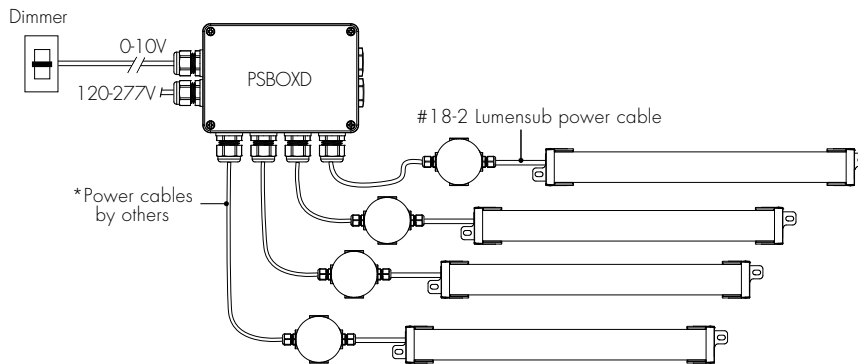 Dimmer
0-10V
120-277V
PSBOXD
#18-2 Lumensub power cable
*Power cables
by others